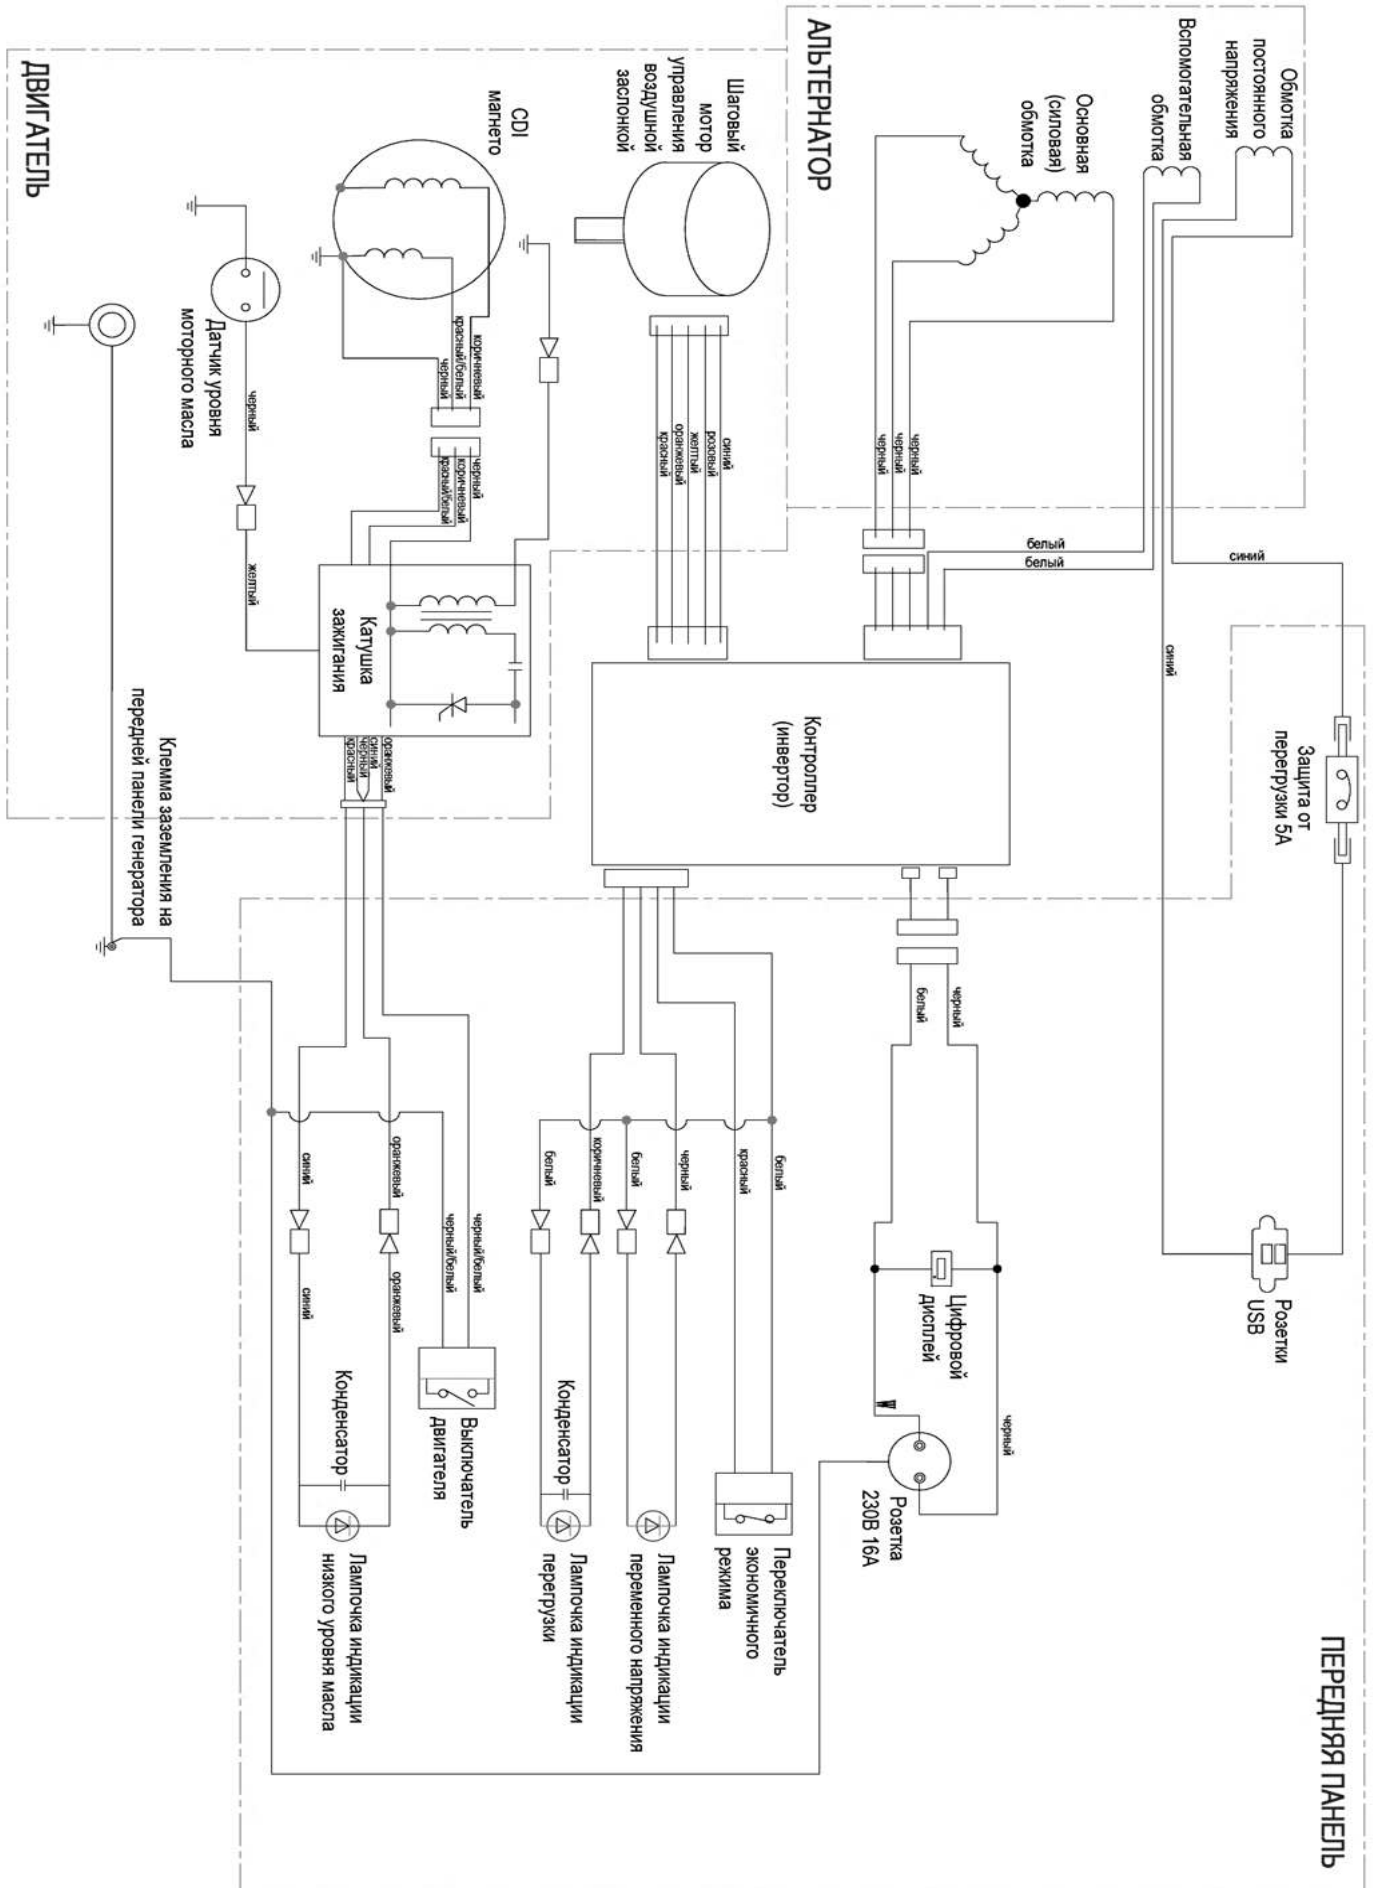 ПЕРЕДНЯЯ ПАНЕЛЬ
Обмотка
постоянного
напряжения
Вспомогательная
обмотка
Основная
(силовая)
обмотка
АЛЬТЕРНАТОР
синий
синий
белый
белый
черный
черный
черный
Защита от
перегрузки 5А
Розетки
USB
Контроллер
(инвертор)
черный
белый
Цифровой
дисплей
черный
Розетка
230В 16А
Шаговый
мотор
управления
воздушной
заслонкой
синий
розовый
желтый
оранжевый
красный
белый
красный
черный
белый
коричневый
белый
Переключатель
экономичного
режима
Лампочка индикации
переменного напряжения
Конденсатор
Лампочка индикации
перегрузки
CDI
магнето
коричневый
красный/белый
черный
черный
коричневый
красный/белый
Катушка
зажигания
оранжевый
синий
черный
красный
черный/белый
черный/белый
Выключатель
двигателя
оранжевый
оранжевый
синий
синий
Конденсатор
Лампочка индикации
низкого уровня масла
Датчик уровня
моторного масла
черный
желтый
Клемма заземления на
передней панели генератора
ДВИГАТЕЛЬ